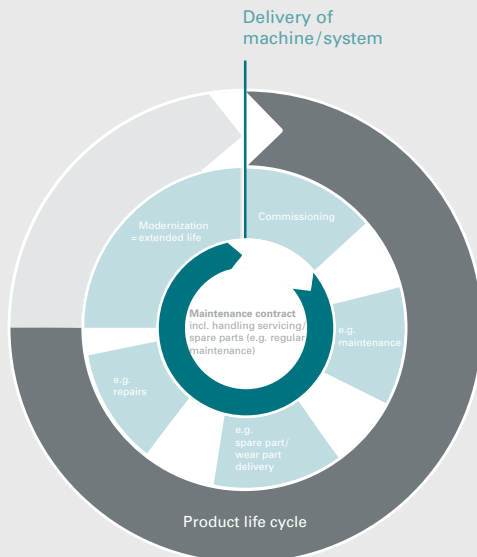 Delivery of
machine/system
Modernization
=extended life
Commissioning
Maintenance contract
incl. handling servicing/
spare parts (e.g. regular
maintenance)
e.g.
maintenance
e.g.
repairs
e.g.
spare part/
wear part
delivery
Product life cycle